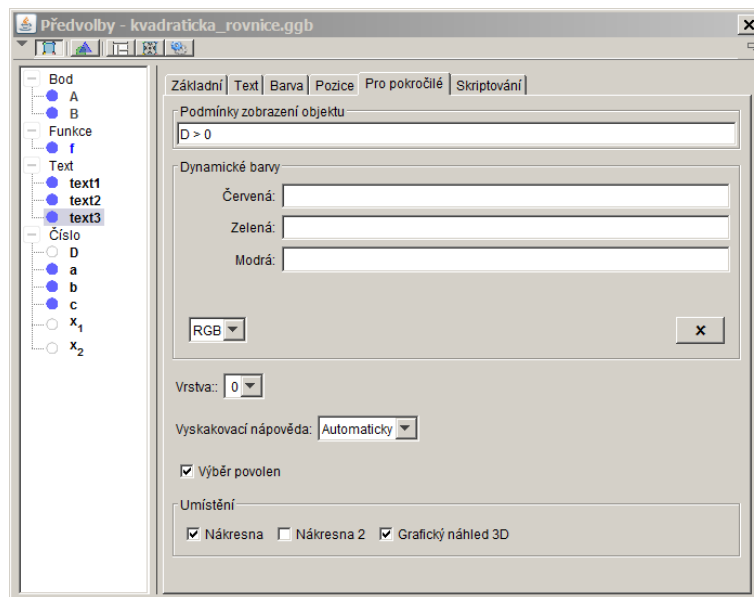 Předvolby - kvadraticka_rovnice.ggb
Bod
A
B
Funkce
f
Text
text1
text2
text3
Číslo
D
a
b
c
x₁
x₂
Základní Text Barva Pozice Pro pokročilé Skriptování
Podmínky zobrazení objektu
D > 0
Dynamické barvy
Červená:
Zelená:
Modrá:
RGB
Vrstva:: 0
Vyskakovací nápověda: Automaticky
Výběr povolen
Umístění
Nákresna Nákresna 2 Grafický náhled 3D